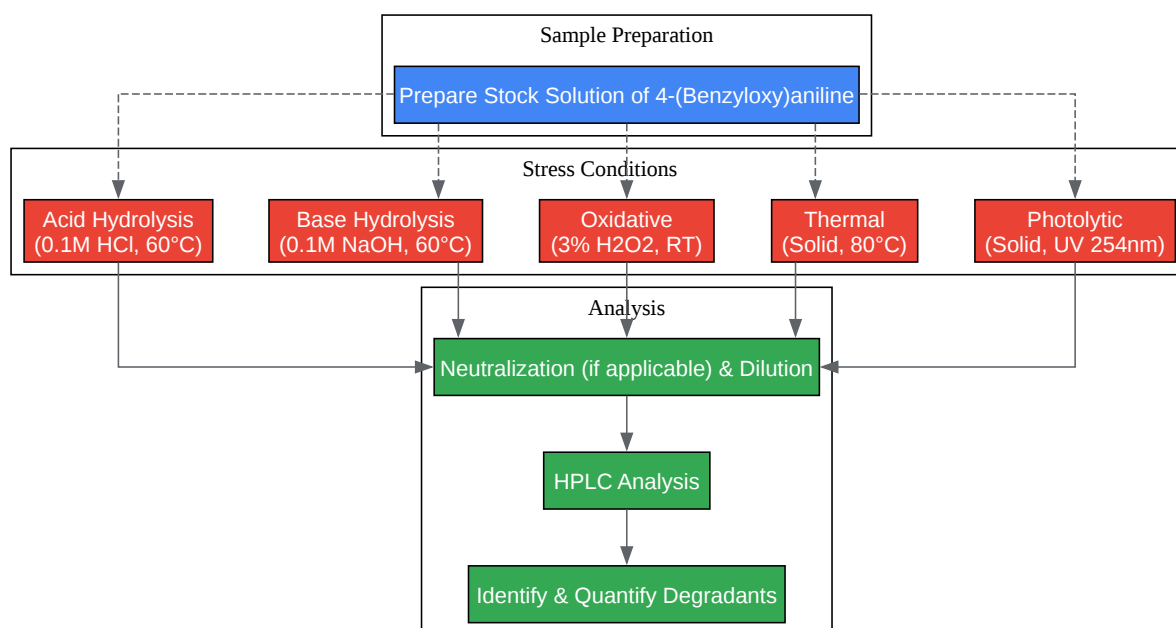 Sample Preparation
Prepare Stock Solution of 4-(Benzyloxy)aniline
Stress Conditions
Acid Hydrolysis
(0.1M HCl, 60°C)
Base Hydrolysis
(0.1M NaOH, 60°C)
Oxidative
(3% H2O2, RT)
Thermal
(Solid, 80°C)
Photolytic
(Solid, UV 254nm)
Analysis
Neutralization (if applicable) & Dilution
HPLC Analysis
Identify & Quantify Degradants